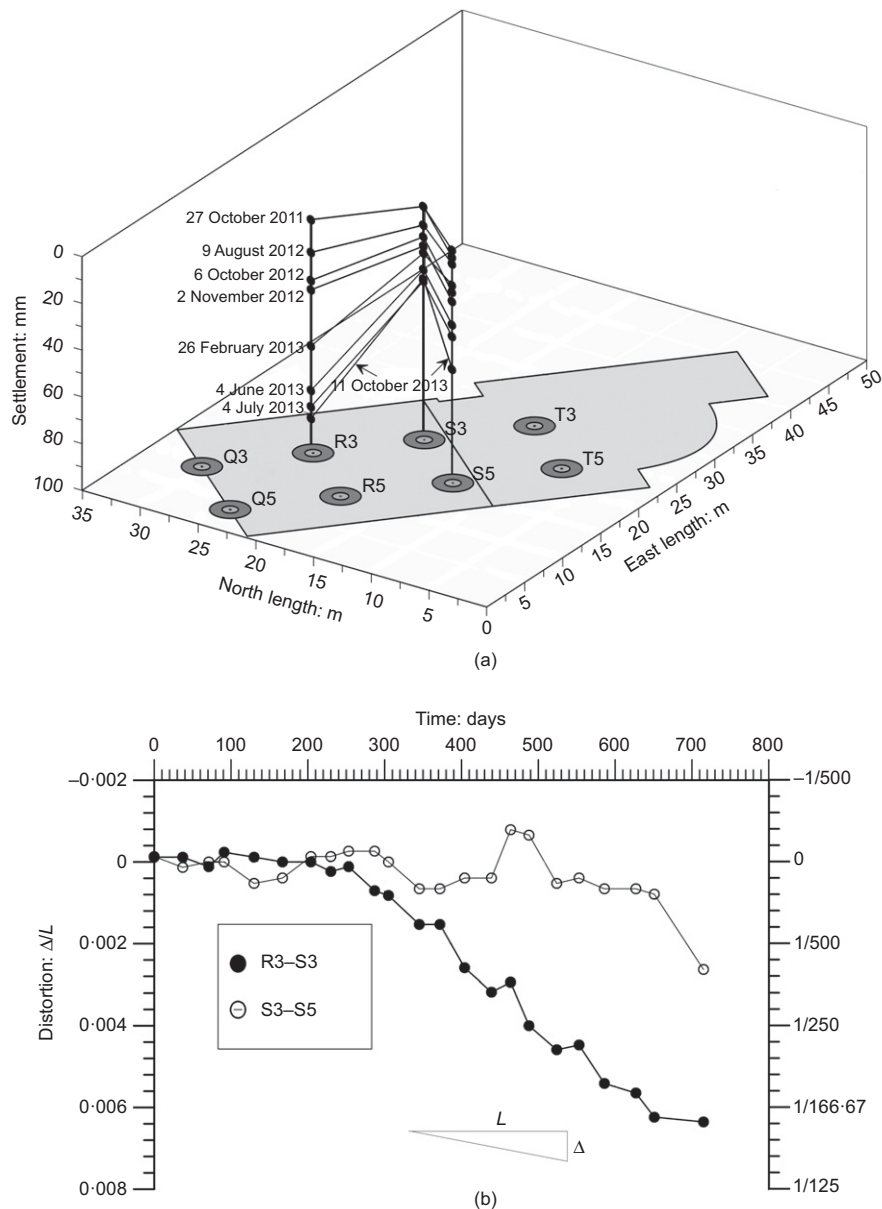 27 October 2011
9 August 2012
6 October 2012
2 November 2012
26 February 2013
4 June 2013
4 July 2013
11 October 2013
0
20
40
60
80
100
Settlement: mm
Q3
R3
S3
T3
Q5
R5
S5
T5
35
30
25
20
15
10
5
0
North length: m
5
10
15
20
25
30
35
40
45
50
East length: m
(a)
Time: days
0 100 200 300 400 500 600 700 800
–0·002
0
0·002
0·004
0·006
0·008
Distortion: Δ/L
R3–S3
S3–S5
L
Δ
–1/500
0
1/500
1/250
1/166·67
1/125
(b)